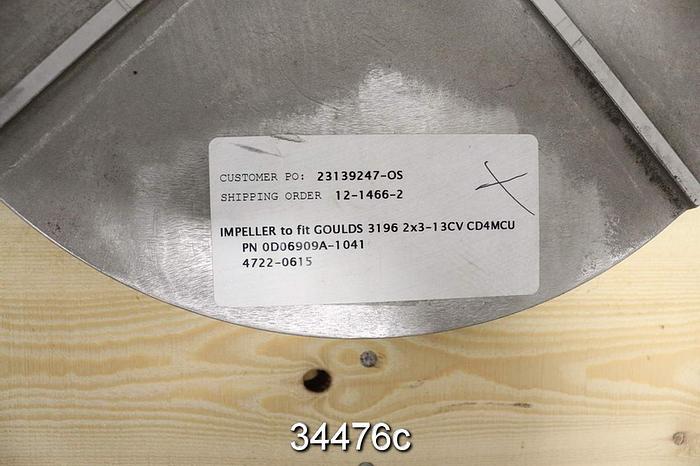 CUSTOMER PO: 23139247-OS
SHIPPING ORDER 12-1466-2
IMPELLER to fit GOULDS 3196 2x3-13CV CD4MCU
PN 0D06909A-1041
4722-0615
34476c